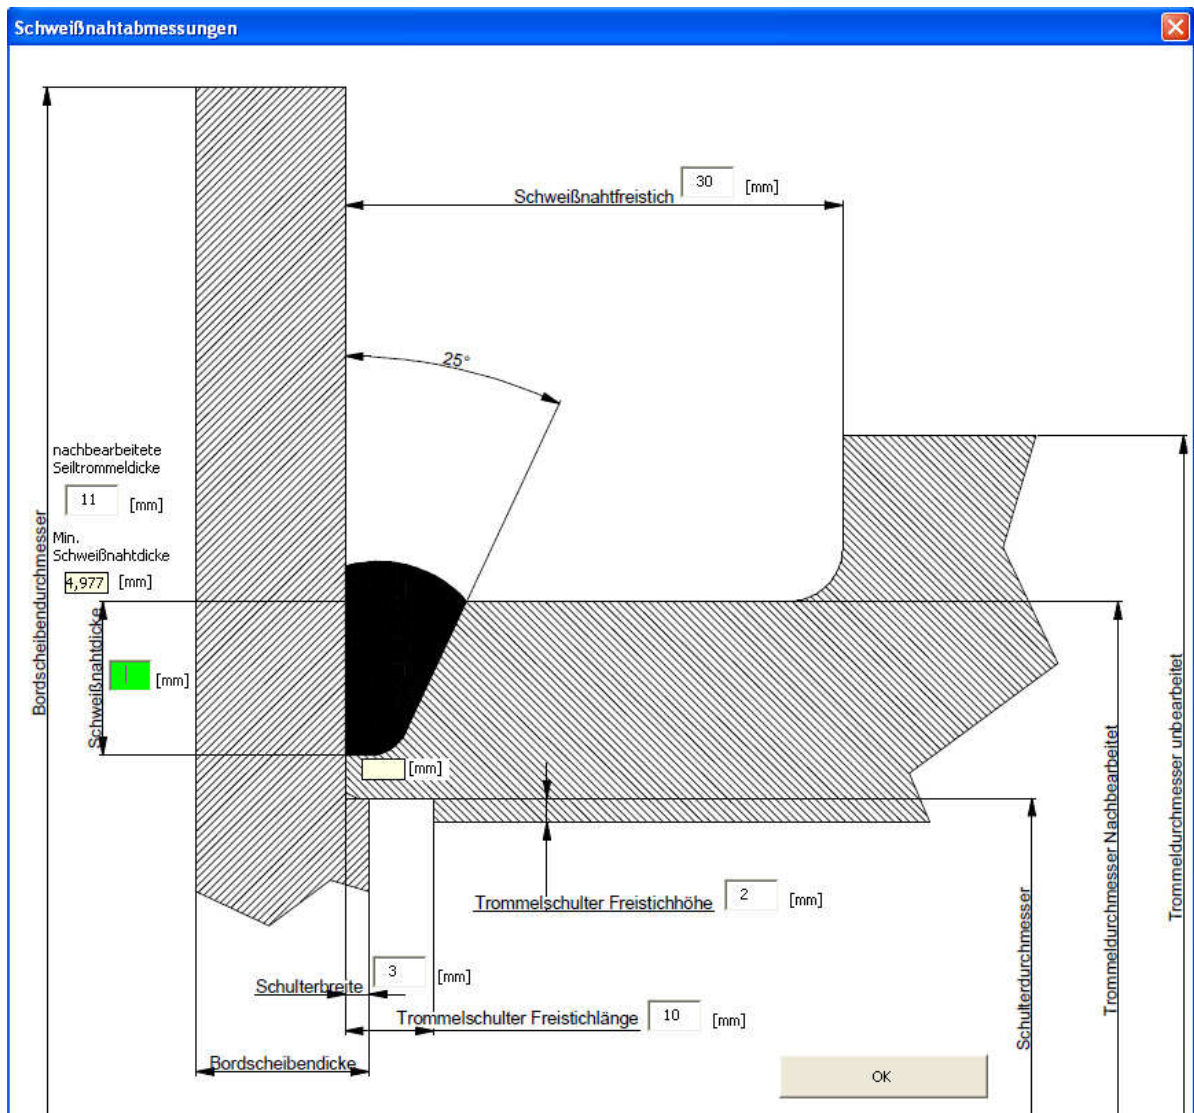 Schweißnahtabmessungen
Schweißnahtfreistich 30 [mm]
25°
nachbearbeitete
Seiltrommeldicke
11 [mm]
Min.
Schweißnahtdicke
4,977 [mm]
Bordscheibendurchmesser
Schweißnahtdicke
[mm]
[mm]
Trommelschulter Freistichhöhe 2 [mm]
Schulterbreite 3 [mm]
Trommelschulter Freistichlänge 10 [mm]
Bordscheibendicke
Schulterdurchmesser
Trommeldurchmesser Nachbearbeitet
Trommeldurchmesser unbearbeitet
OK